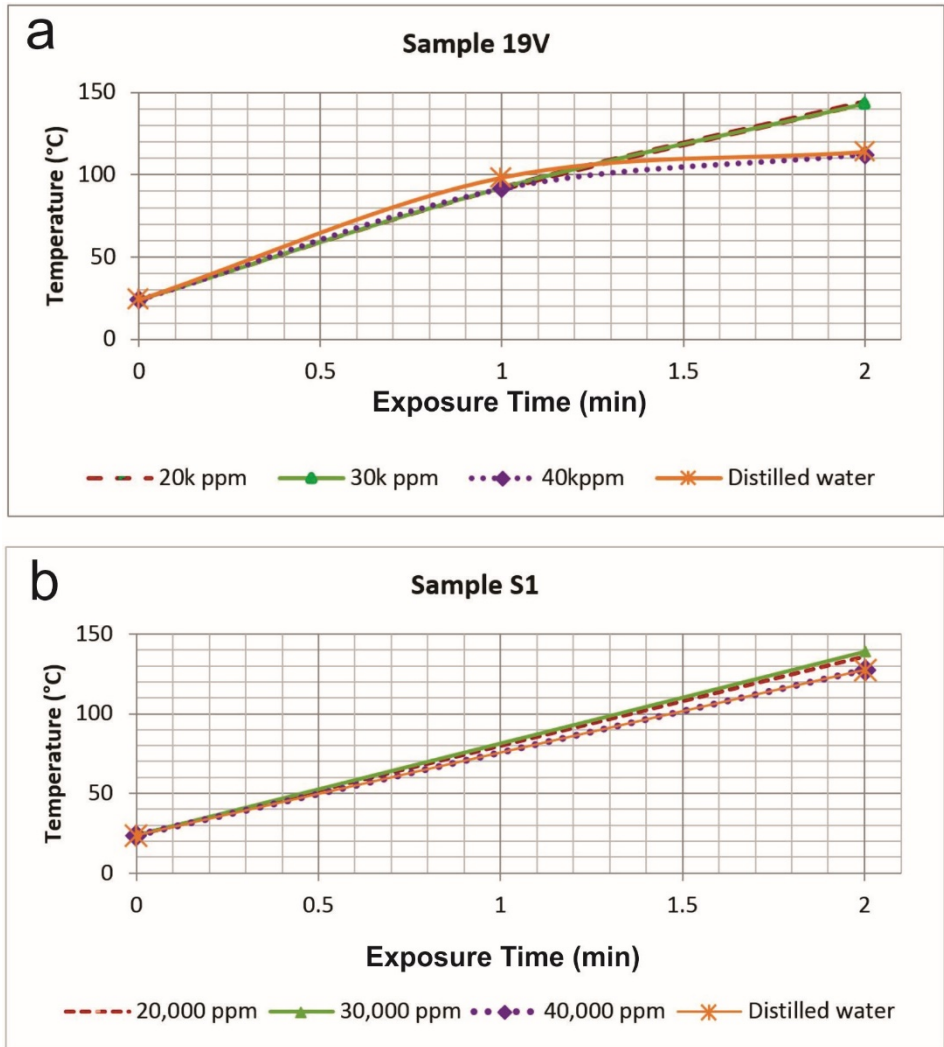 a
Sample 19V
Temperature (°C)
150
100
50
0
0 0.5 1 1.5 2
Exposure Time (min)
20k ppm 30k ppm 40kppm Distilled water
b
Sample S1
Temperature (°C)
150
100
50
0
0 0.5 1 1.5 2
Exposure Time (min)
20,000 ppm 30,000 ppm 40,000 ppm Distilled water